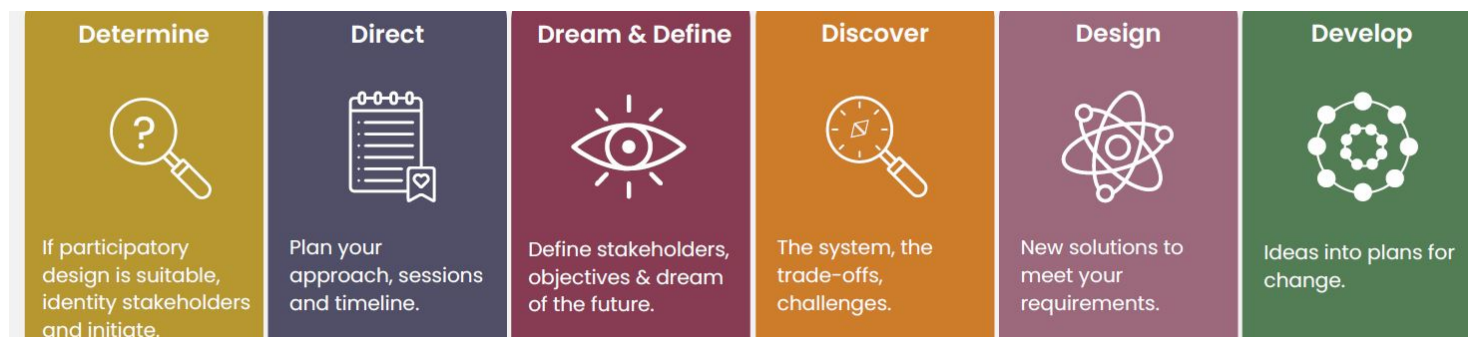 Determine
If participatory
design is suitable,
identity stakeholders
and initiate.
Direct
Plan your
approach, sessions
and timeline.
Dream & Define
Define stakeholders,
objectives & dream
of the future.
Discover
?
The system, the
trade-offs,
challenges.
Design
New solutions to
meet your
requirements.
Develop
Ideas into plans for
change.